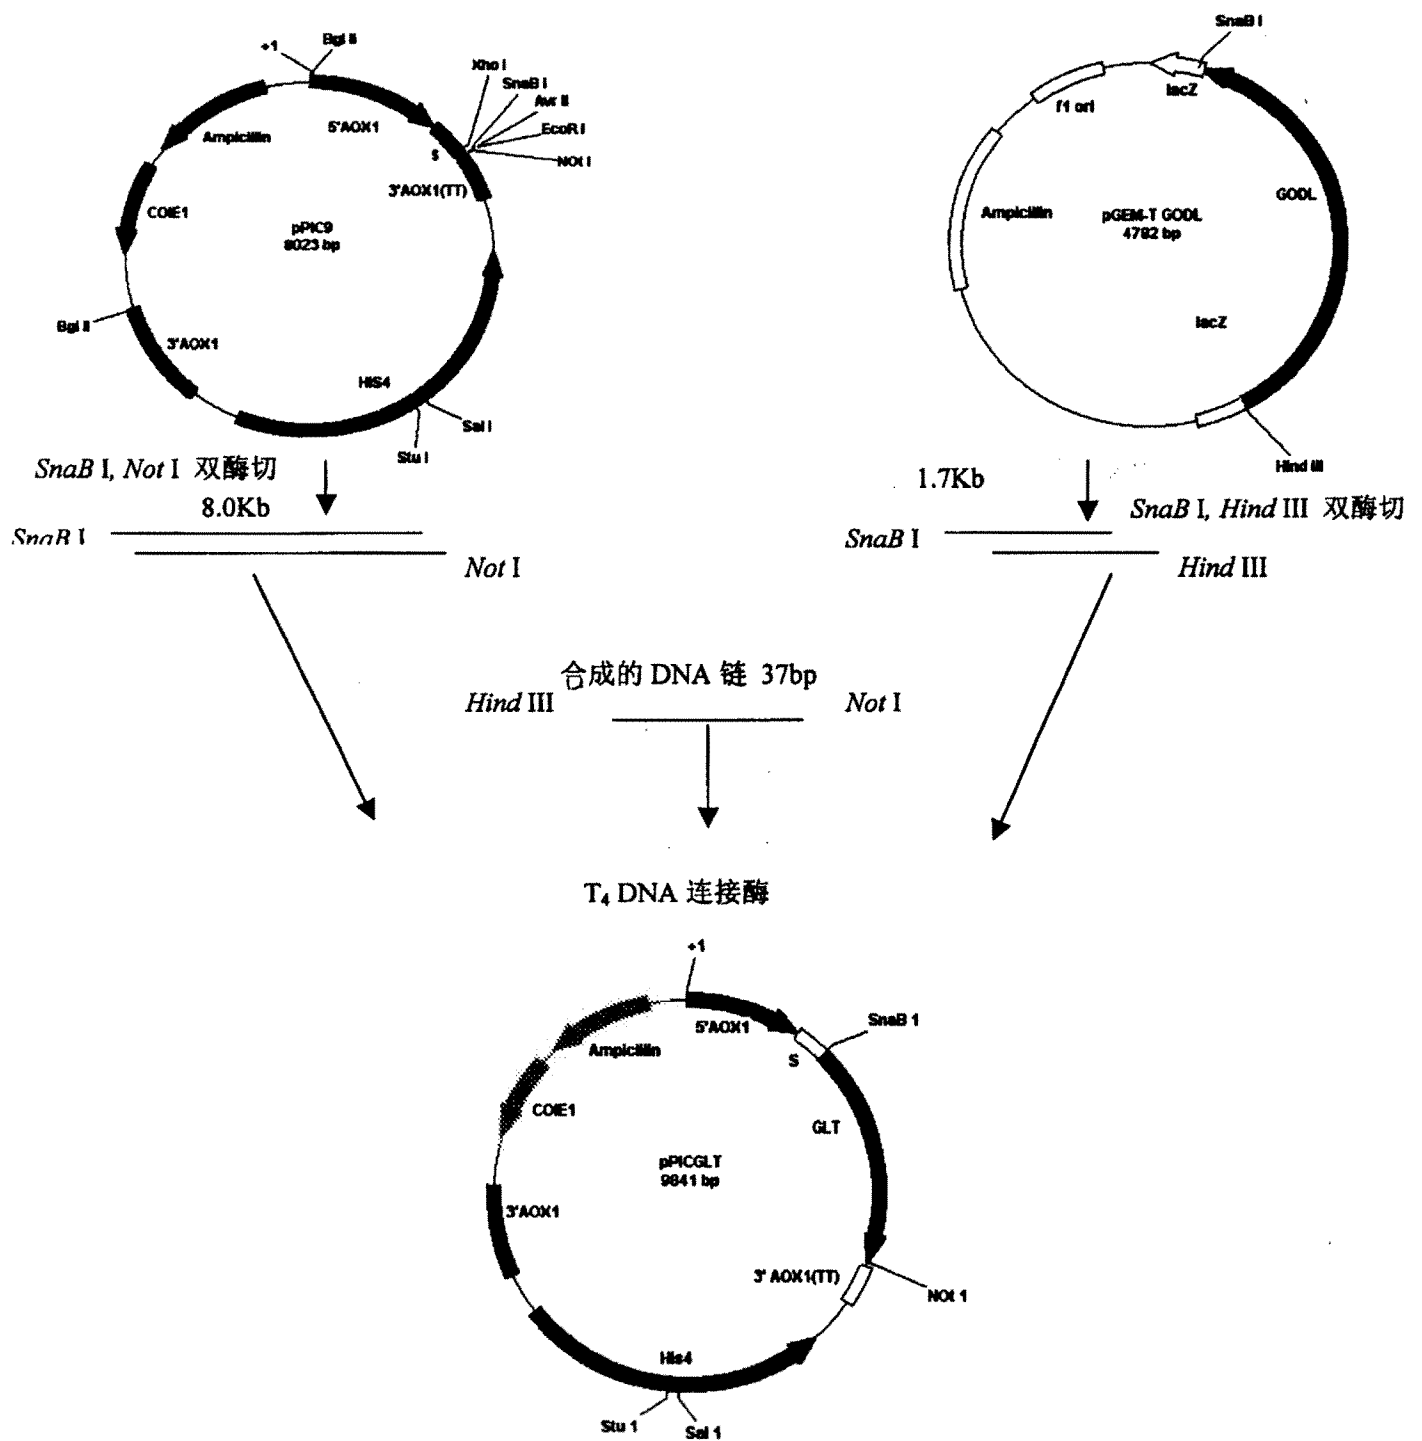 +1
Bgl II
Xho I
SnaB I
Avr II
EcoR I
NOt I
Ampicillin
5'AOX1
S
3'AOX1(TT)
COlE1
pPIC9
8023 bp
Bgl II
3'AOX1
HIS4
Sal I
Stu I
SnaB I
lacZ
f1 ori
GODL
Ampicillin
pGEM-T GODL
4782 bp
lacZ
Hind III
SnaB I, Not I 双酶切
8.0Kb
SnaB I
Not I
1.7Kb
SnaB I, Hind III 双酶切
SnaB I
Hind III
合成的 DNA 链 37bp
Hind III
Not I
T4 DNA 连接酶
+1
5'AOX1
SnaB 1
S
Ampicillin
COlE1
GLT
pPICGLT
9841 bp
3'AOX1
3' AOX1(TT)
NOt 1
His4
Stu 1
Sal 1